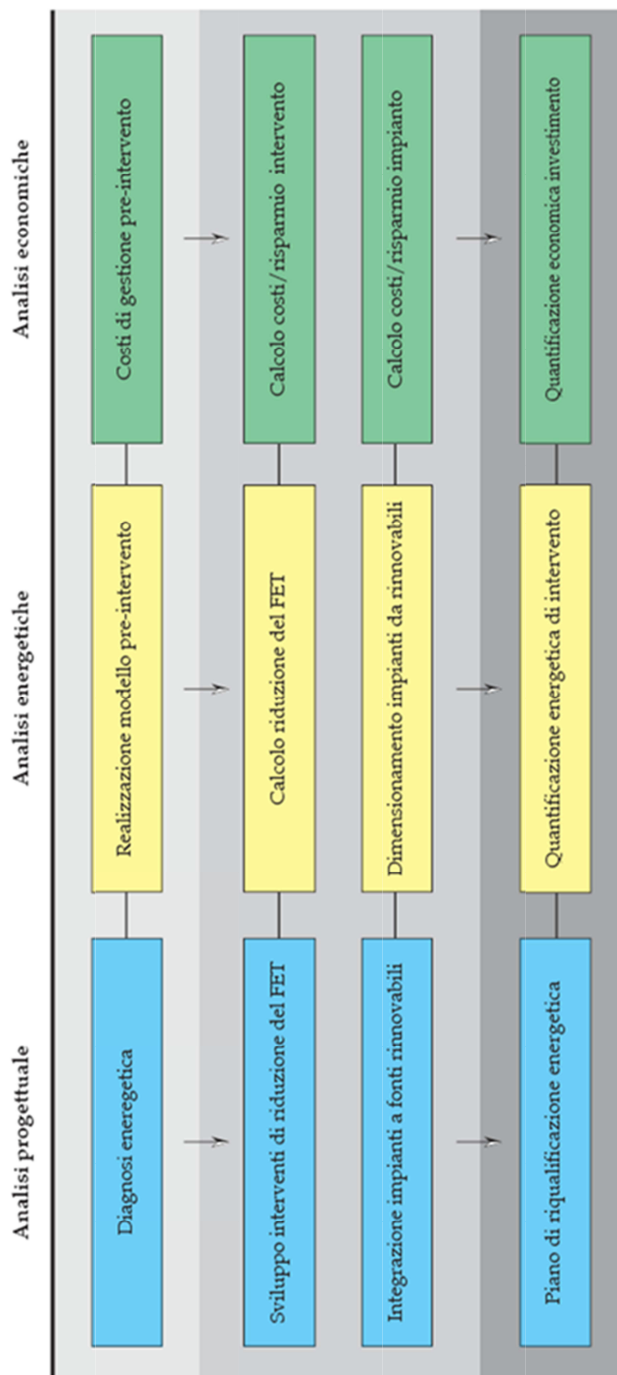 Analisi progettuale
Analisi energetiche
Analisi economiche
Diagnosi eneregetica
Realizzazione modello pre-intervento
Costi di gestione pre-intervento
Sviluppo interventi di riduzione del FET
Calcolo riduzione del FET
Calcolo costi/risparmio intervento
Integrazione impianti a fonti rinnovabili
Dimensionamento impianti da rinnovabili
Calcolo costi/risparmio impianto
Piano di riqualificazione energetica
Quantificazione energetica di intervento
Quantificazione economica investimento